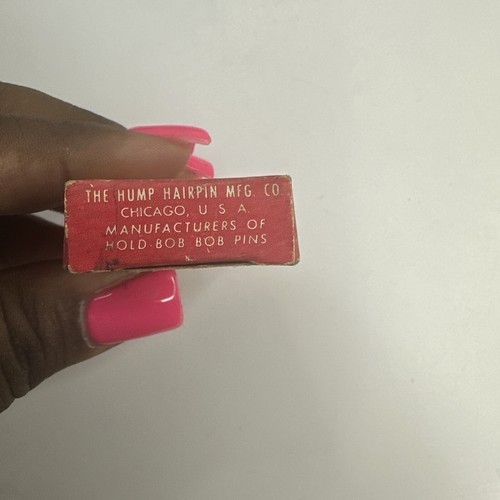 THE HUMP HAIRPIN MFG. CO.
CHICAGO, U. S. A.
MANUFACTURERS OF
HOLD-BOB BOB PINS